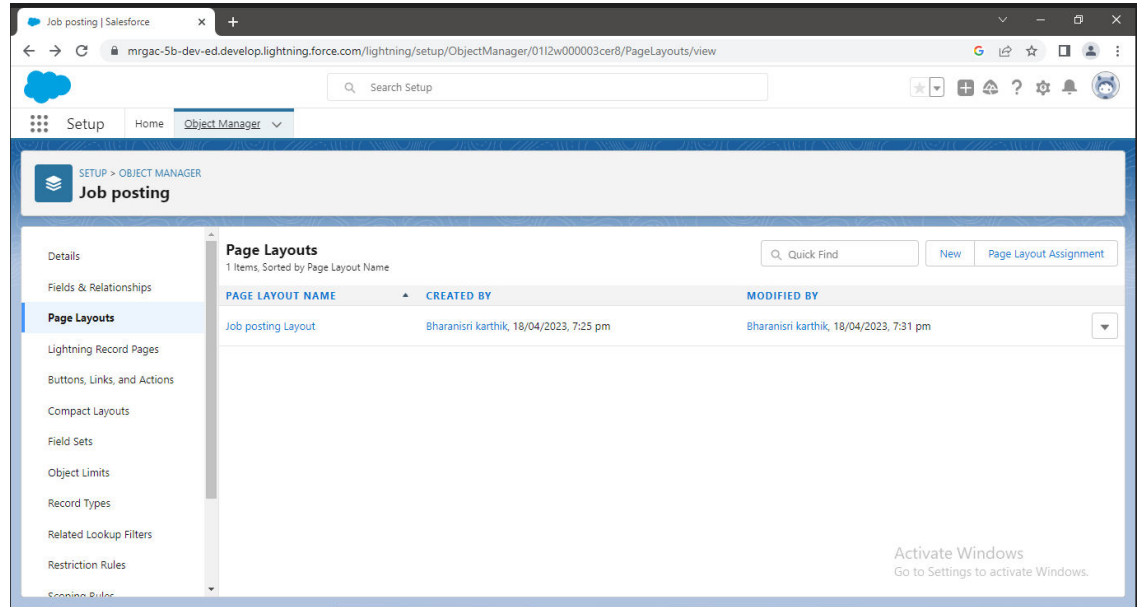 Job posting | Salesforce
mrgac-5b-dev-ed.develop.lightning.force.com/lightning/setup/ObjectManager/01I2w000003cer8/PageLayouts/view
Search Setup
Setup Home Object Manager
SETUP > OBJECT MANAGER
Job posting
Details
Fields & Relationships
Page Layouts
Lightning Record Pages
Buttons, Links, and Actions
Compact Layouts
Field Sets
Object Limits
Record Types
Related Lookup Filters
Restriction Rules
Scoping Rules
Page Layouts
1 Items, Sorted by Page Layout Name
Quick Find
New
Page Layout Assignment
PAGE LAYOUT NAME CREATED BY MODIFIED BY
Job posting Layout Bharanisri karthik, 18/04/2023, 7:25 pm Bharanisri karthik, 18/04/2023, 7:31 pm
Activate Windows
Go to Settings to activate Windows.